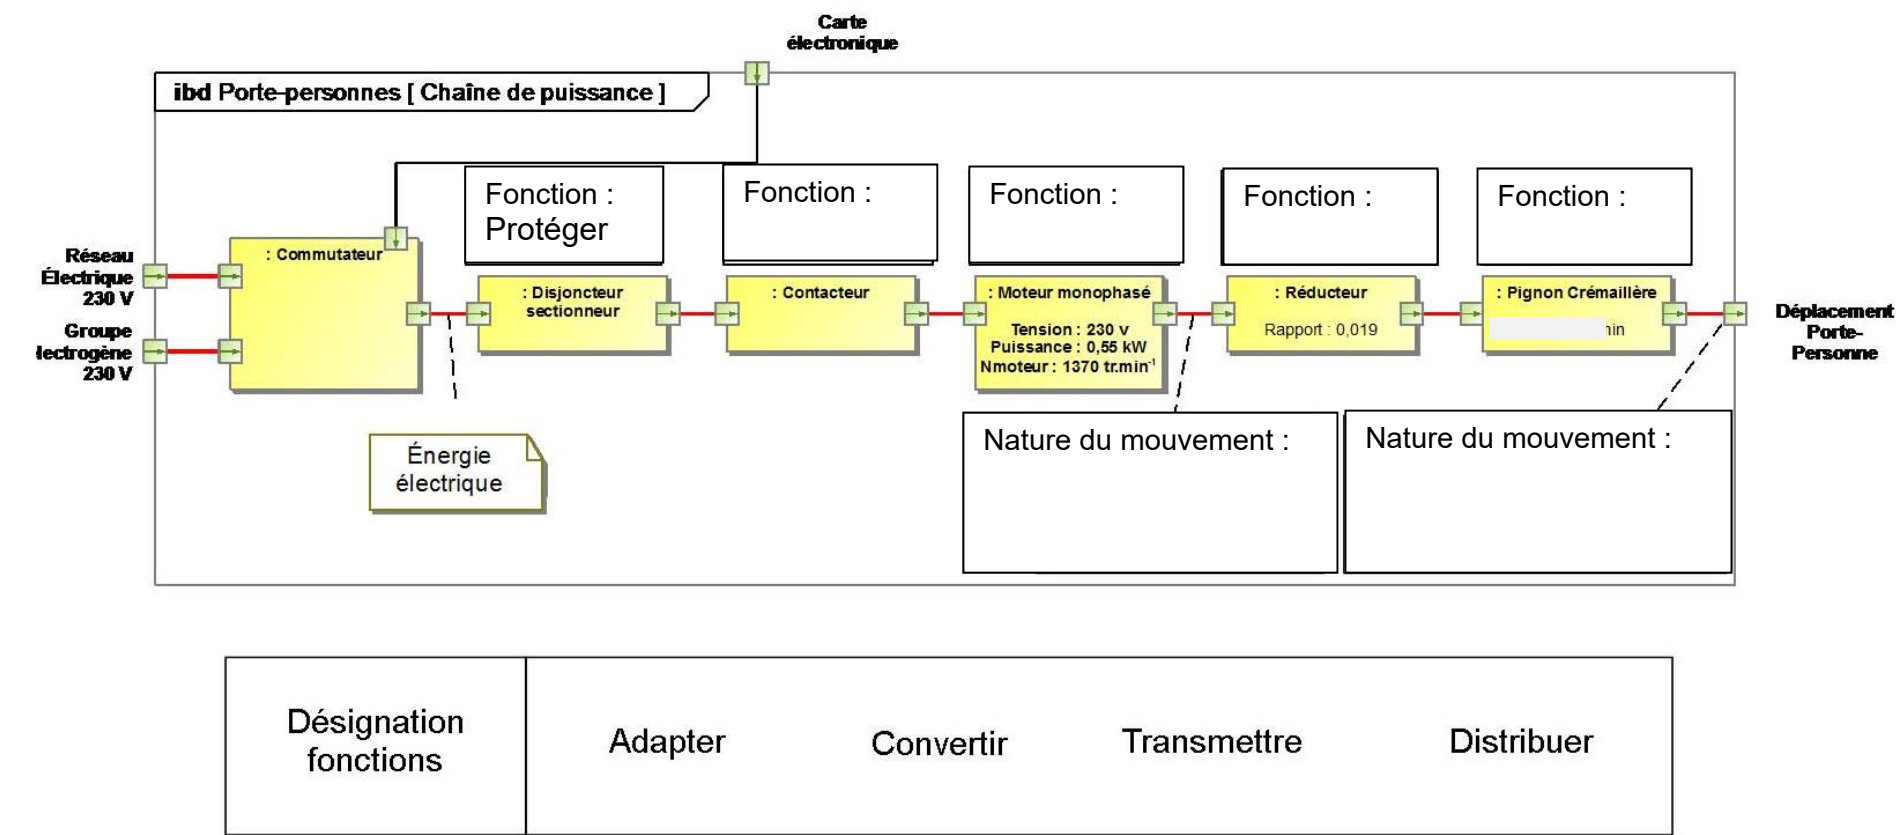 Carte
électronique
ibd Porte-personnes [ Chaîne de puissance ]
Fonction :
Protéger
Fonction :
Fonction :
Fonction :
Fonction :
Réseau
Électrique
230 V
Groupe
lectrogène
230 V
: Commutateur
: Disjoncteur
sectionneur
: Contacteur
: Moteur monophasé
Tension : 230 v
Puissance : 0,55 kW
Nmoteur : 1370 tr.min⁻¹
: Réducteur
Rapport : 0,019
: Pignon Crémaillère
min
Déplacement
Porte-
Personne
Énergie
électrique
Nature du mouvement :
Nature du mouvement :
Désignation
fonctions
Adapter
Convertir
Transmettre
Distribuer